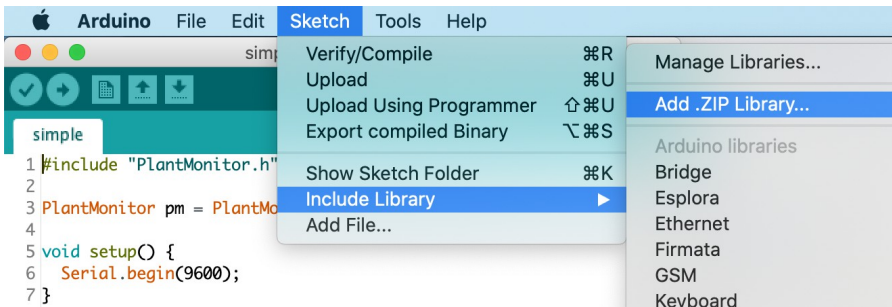 Arduino File Edit Sketch Tools Help
simp
Verify/Compile ⌘R
Upload ⌘U
Upload Using Programmer ⇧⌘U
Export compiled Binary ⌥⌘S
Show Sketch Folder ⌘K
Include Library ▶
Add File...
Manage Libraries...
Add .ZIP Library...
Arduino libraries
Bridge
Esplora
Ethernet
Firmata
GSM
Keyboard
simple
1 #include "PlantMonitor.h"
2
3 PlantMonitor pm = PlantMo
4
5 void setup() {
6 Serial.begin(9600);
7 }